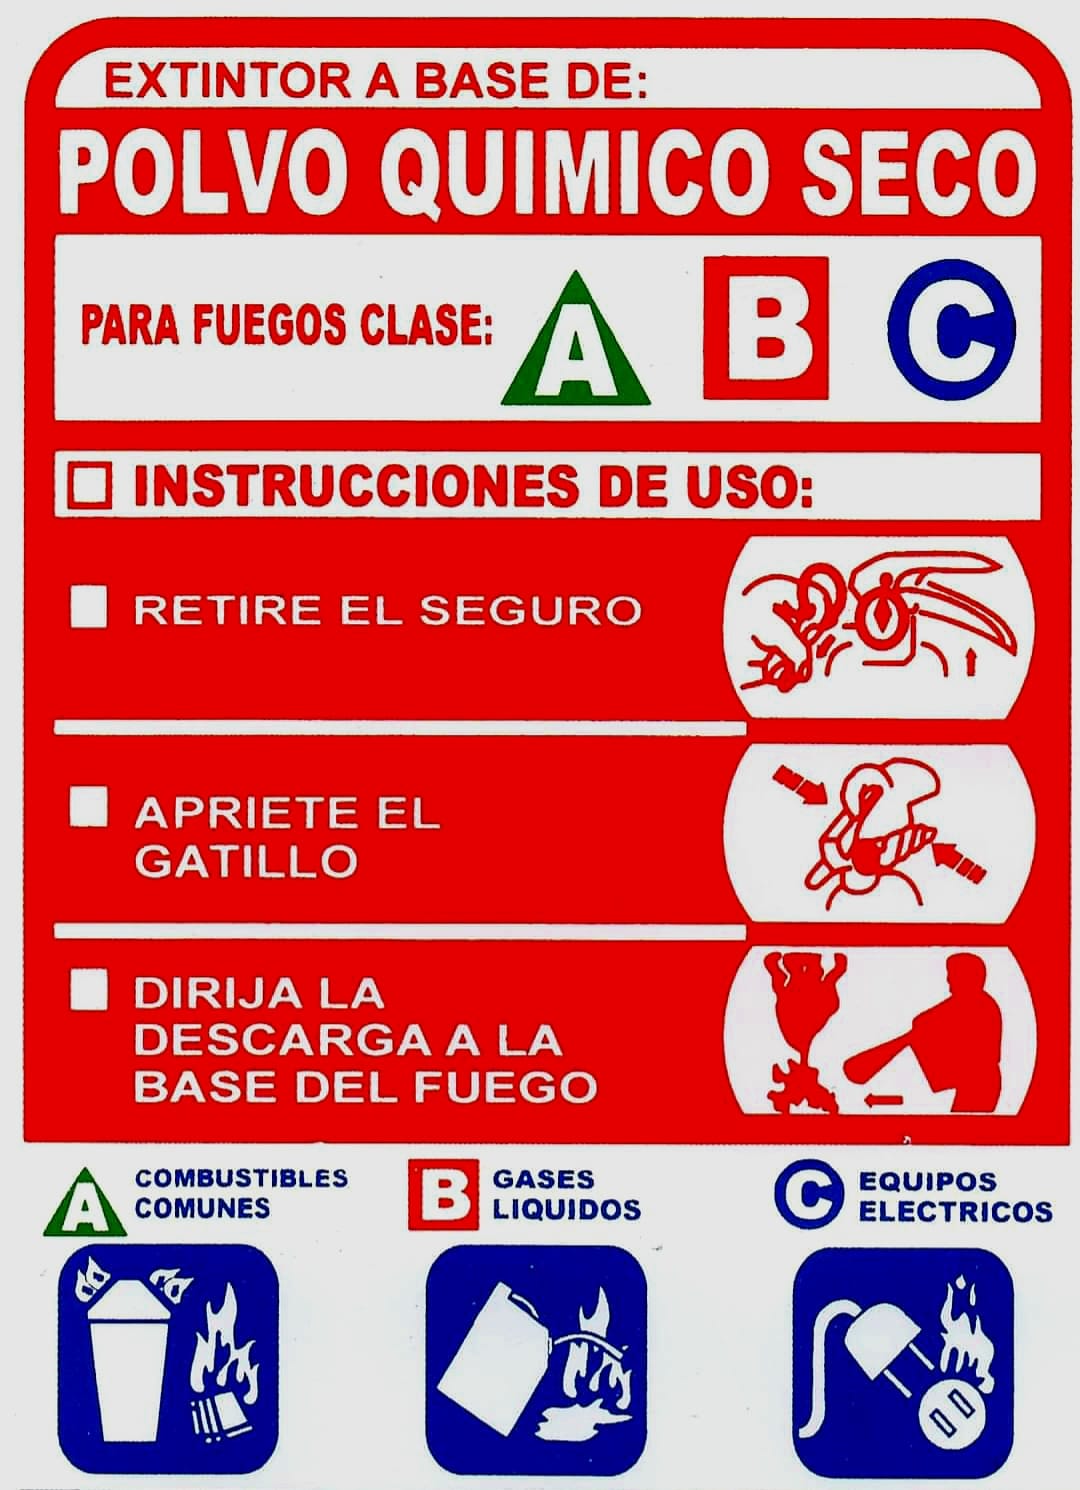 EXTINTOR A BASE DE:
POLVO QUIMICO SECO
PARA FUEGOS CLASE: A B C
INSTRUCCIONES DE USO:
RETIRE EL SEGURO
APRIETE EL
GATILLO
DIRIJA LA
DESCARGA A LA
BASE DEL FUEGO
A COMBUSTIBLES
COMUNES
B GASES
LIQUIDOS
C EQUIPOS
ELECTRICOS